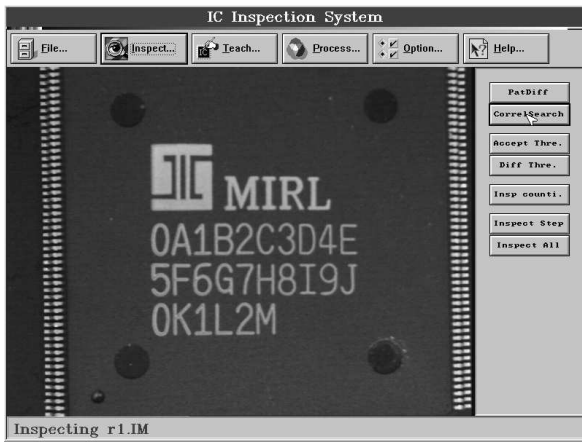 IC Inspection System
File... Inspect... Teach... Process... Option... Help...
PatDiff
CorrelSearch
Accept Thre.
Diff Thre.
Insp counti.
Inspect Step
Inspect All
MIRL
0A1B2C3D4E
5F6G7H8I9J
0K1L2M
Inspecting r1.IM